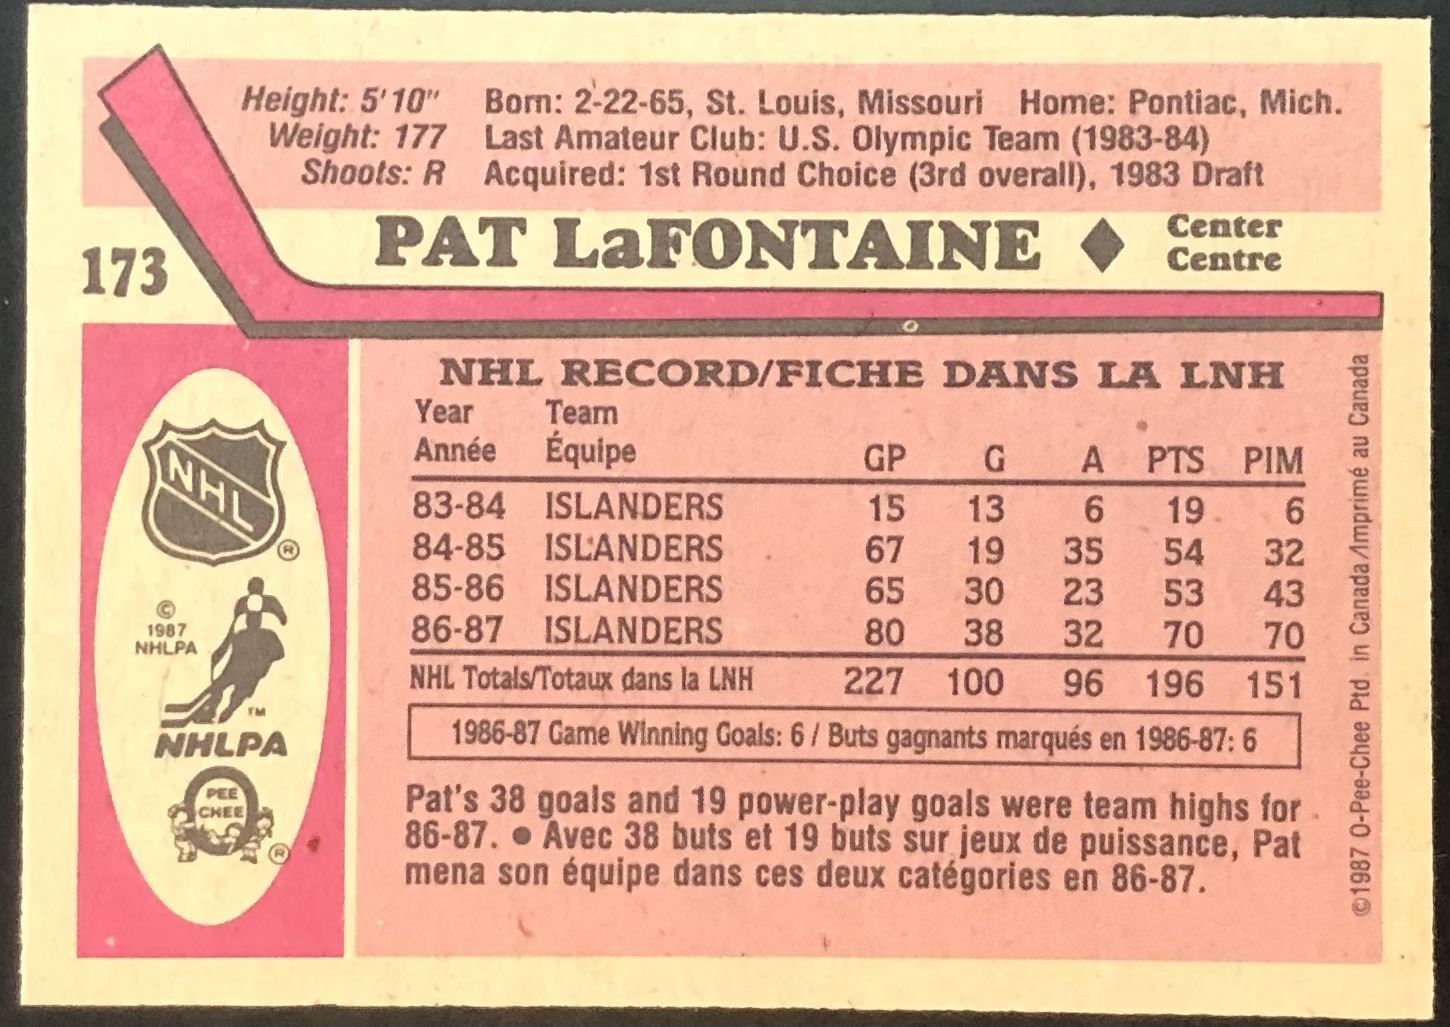 Height: 5'10" Born: 2-22-65, St. Louis, Missouri Home: Pontiac, Mich.
Weight: 177 Last Amateur Club: U.S. Olympic Team (1983-84)
Shoots: R Acquired: 1st Round Choice (3rd overall), 1983 Draft
173
PAT LaFONTAINE ♦ Center
Centre
NHL RECORD/FICHE DANS LA LNH
Year Team
Année Équipe GP G A PTS PIM
83-84 ISLANDERS 15 13 6 19 6
84-85 ISLANDERS 67 19 35 54 32
85-86 ISLANDERS 65 30 23 53 43
86-87 ISLANDERS 80 38 32 70 70
NHL Totals/Totaux dans la LNH 227 100 96 196 151
1986-87 Game Winning Goals: 6 / Buts gagnants marqués en 1986-87: 6
Pat's 38 goals and 19 power-play goals were team highs for
86-87. ● Avec 38 buts et 19 buts sur jeux de puissance, Pat
mena son équipe dans ces deux catégories en 86-87.
NHL
®
©
1987
NHLPA
TM
NHLPA
O
PEE
CHEE
®
©1987 O-Pee-Chee Ptd. in Canada/Imprimé au Canada